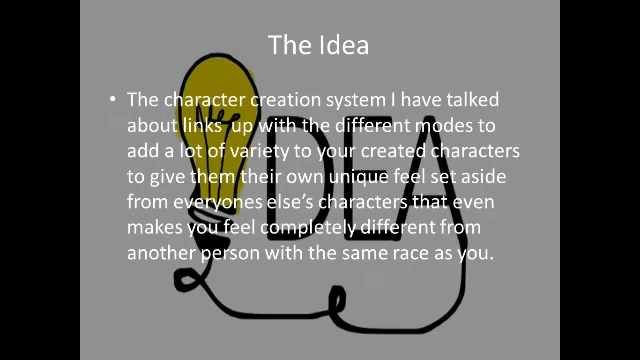 The Idea
• The character creation system I have talked
about links up with the different modes to
add a lot of variety to your created characters
to give them their own unique feel set aside
from everyones else's characters that even
makes you feel completely different from
another person with the same race as you.
IDEA